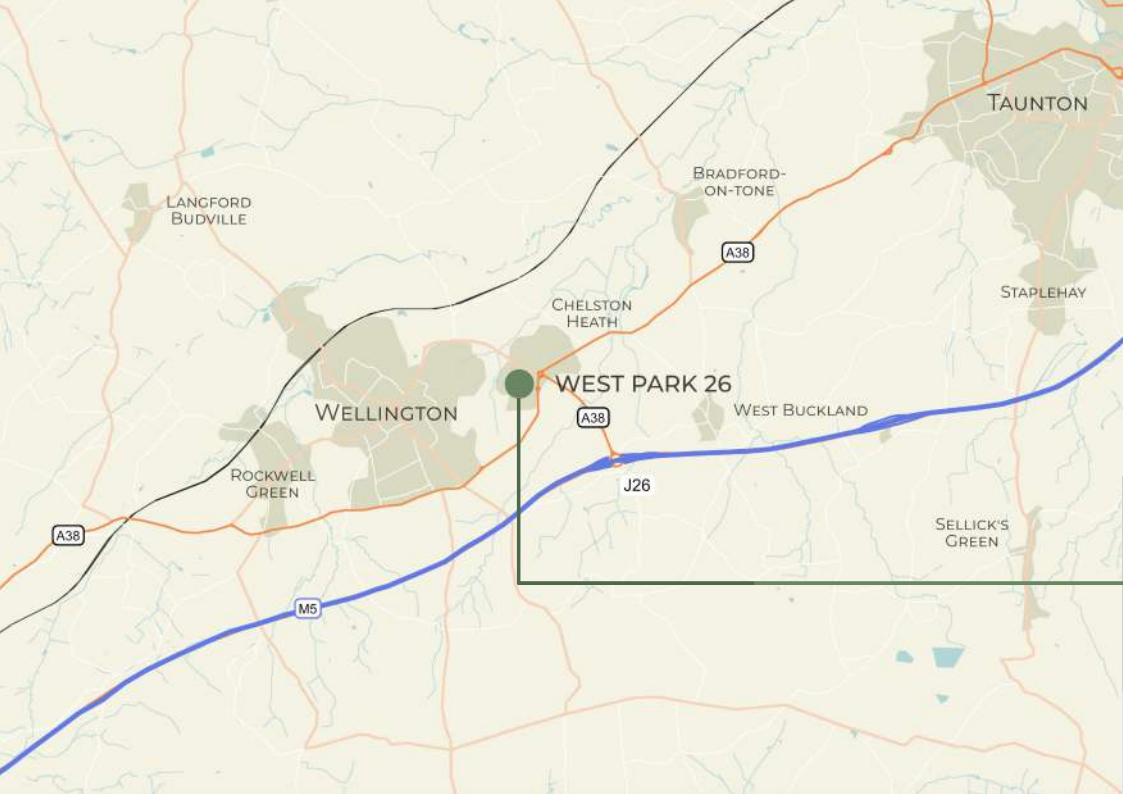 TAUNTON
BRADFORD-
ON-TONE
LANGFORD
BUDVILLE
A38
STAPLEHAY
CHELSTON
HEATH
WEST PARK 26
WELLINGTON
A38
WEST BUCKLAND
ROCKWELL
GREEN
J26
A38
SELLICK'S
GREEN
M5